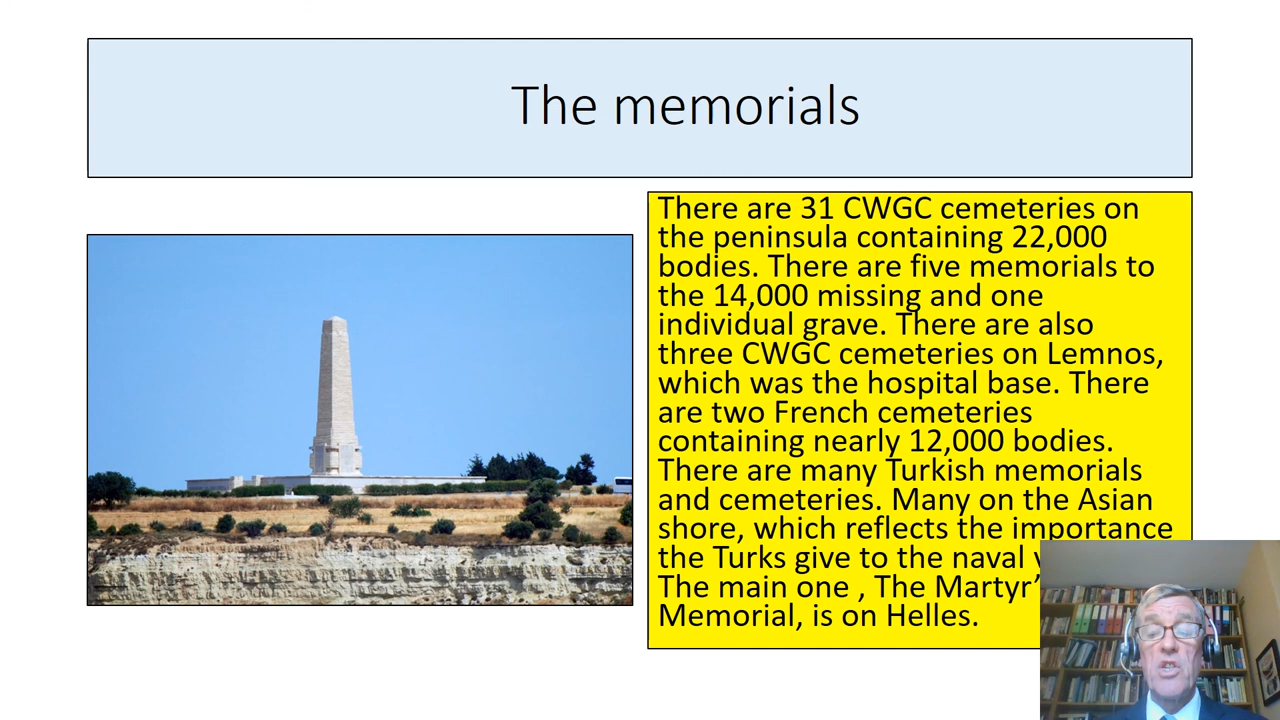 The memorials
There are 31 CWGC cemeteries on
the peninsula containing 22,000
bodies. There are five memorials to
the 14,000 missing and one
individual grave. There are also
three CWGC cemeteries on Lemnos,
which was the hospital base. There
are two French cemeteries
containing nearly 12,000 bodies.
There are many Turkish memorials
and cemeteries. Many on the Asian
shore, which reflects the importance
the Turks give to the naval
The main one , The Martyr’
Memorial, is on Helles.